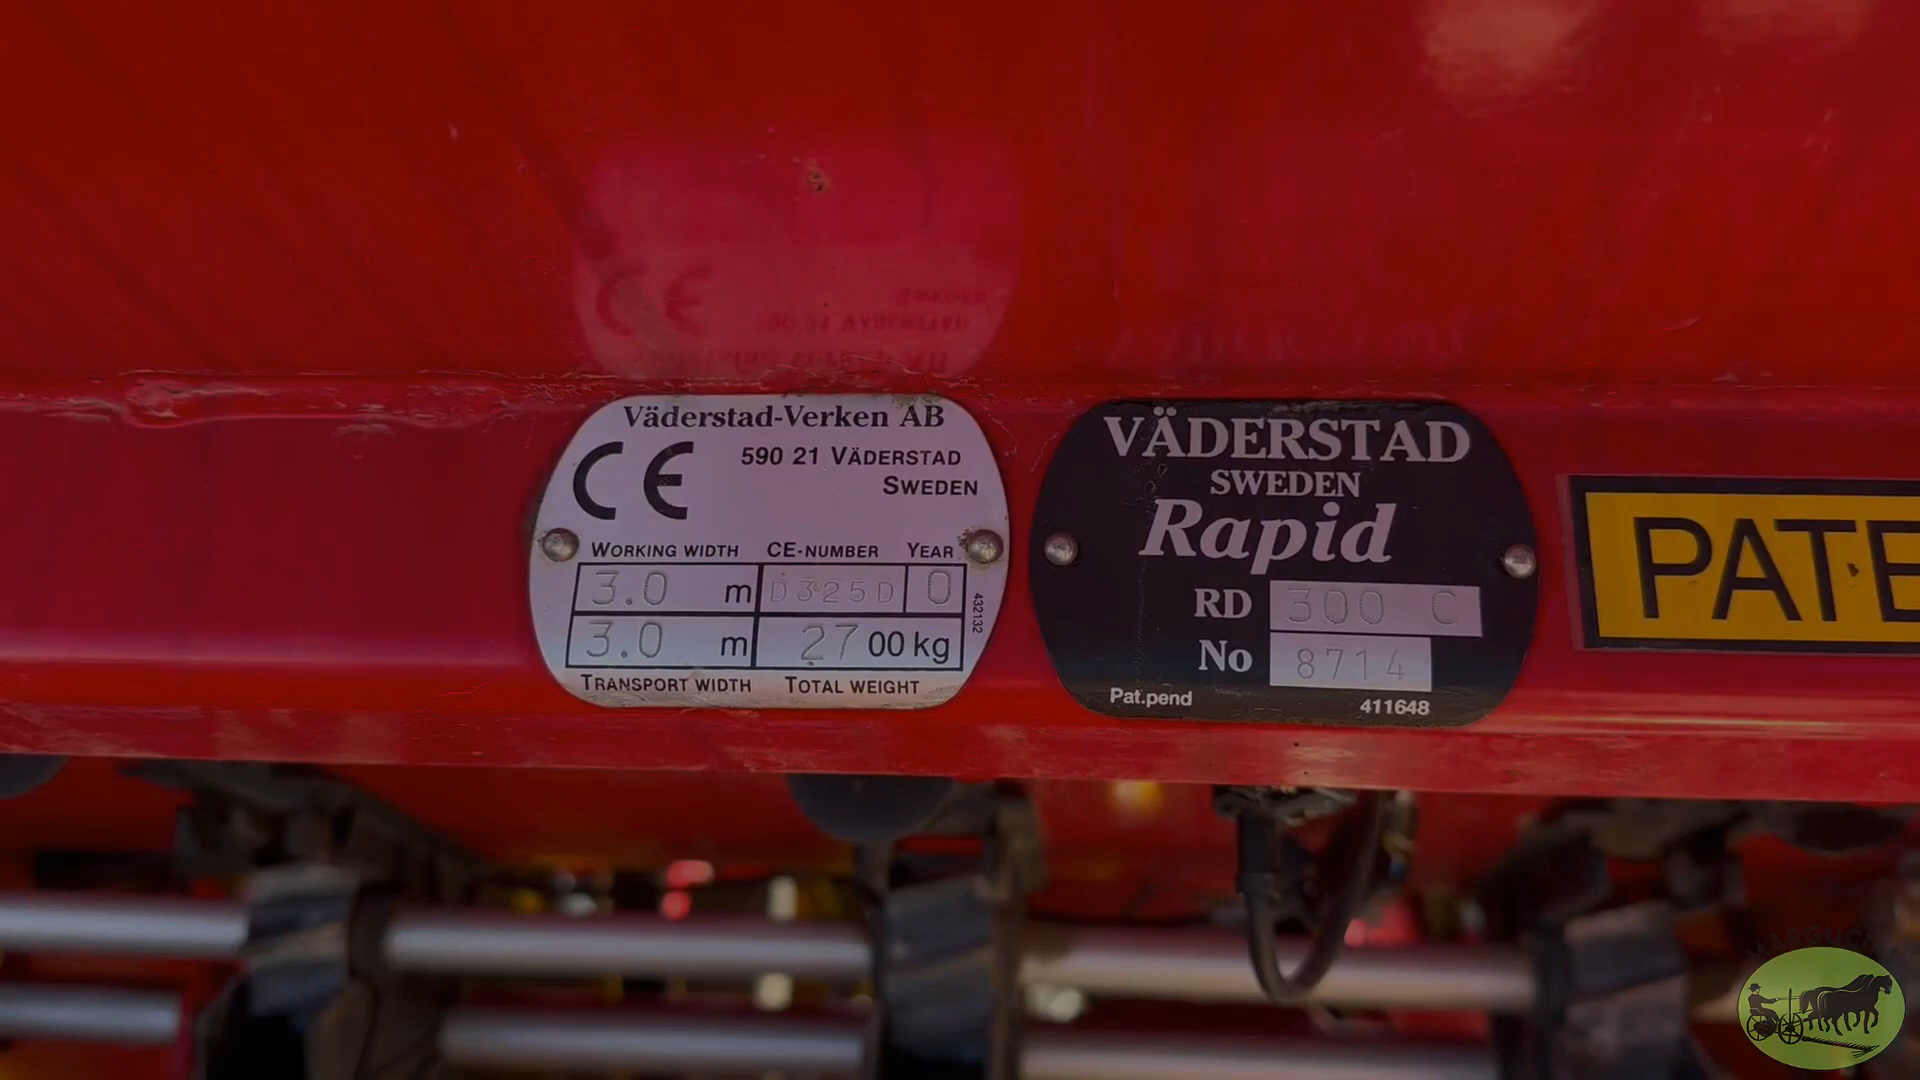 Väderstad-Verken AB
CE
590 21 VÄDERSTAD
SWEDEN
WORKING WIDTH CE-NUMBER YEAR
3.0 m D325D 0
3.0 m 2700 kg
TRANSPORT WIDTH TOTAL WEIGHT
432132
VÄDERSTAD
SWEDEN
Rapid
RD 300 C
No 8714
Pat.pend 411648
PATE